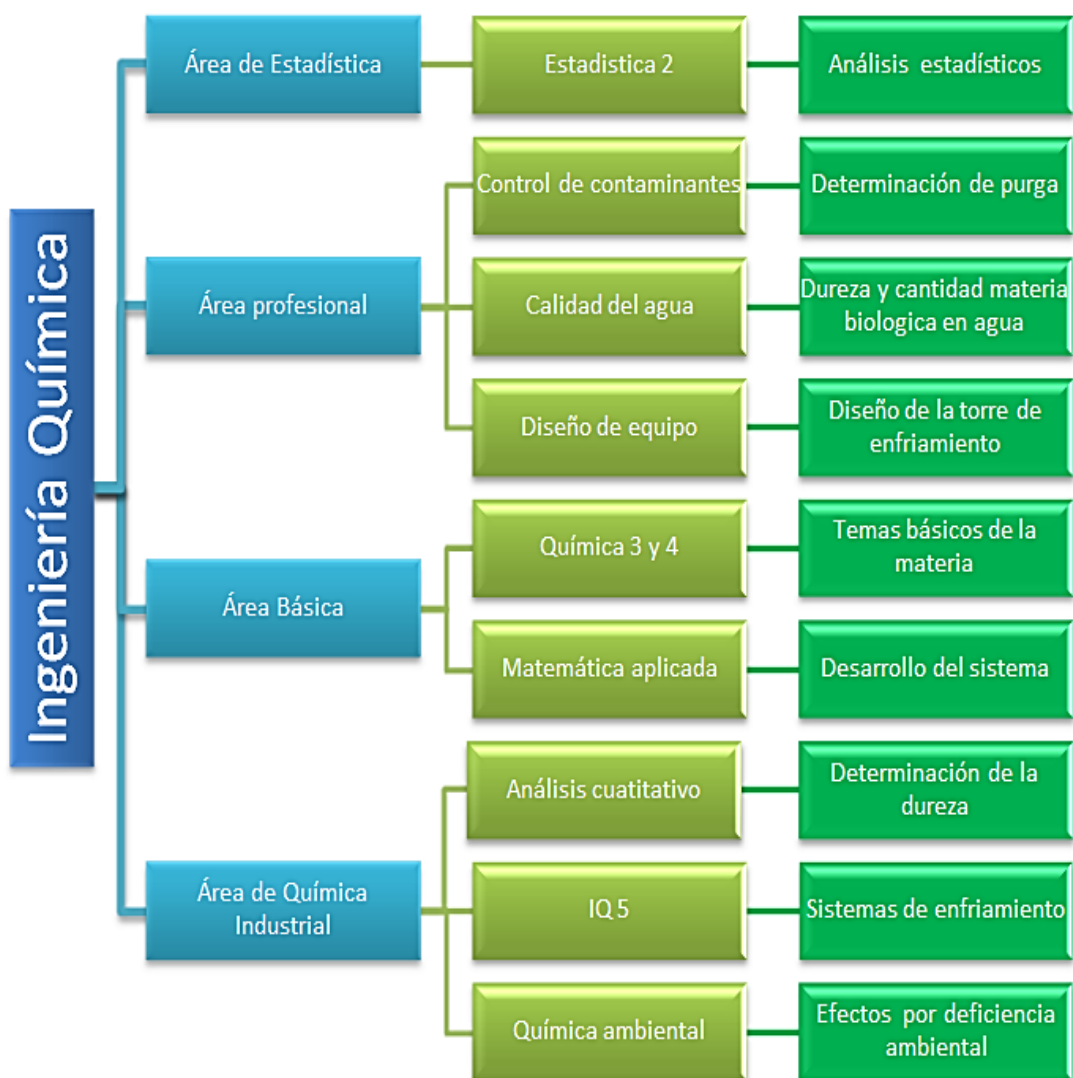 Ingeniería Química
Área de Estadística
Estadistica 2
Análisis estadísticos
Área profesional
Control de contaminantes
Determinación de purga
Calidad del agua
Dureza y cantidad materia
biologica en agua
Diseño de equipo
Diseño de la torre de
enfriamiento
Área Básica
Química 3 y 4
Temas básicos de la
materia
Matemática aplicada
Desarrollo del sistema
Área de Química
Industrial
Análisis cuatitativo
Determinación de la
dureza
IQ 5
Sistemas de enfriamiento
Química ambiental
Efectos por deficiencia
ambiental